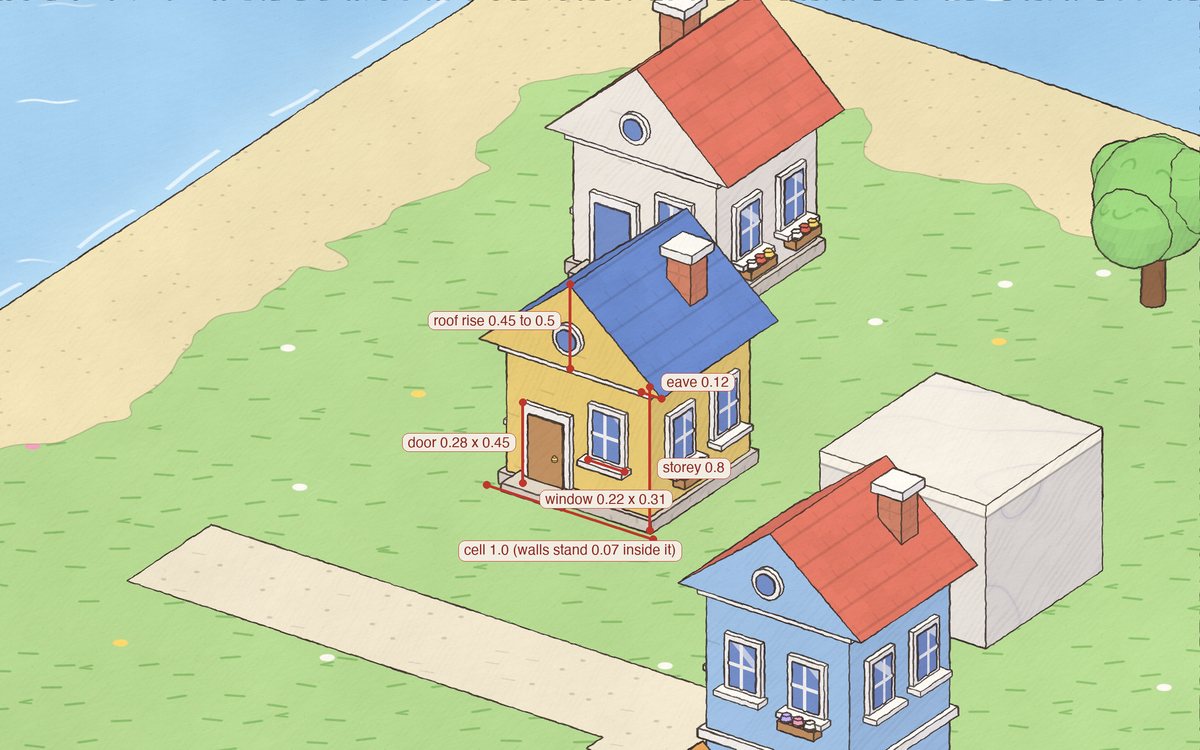 roof rise 0.45 to 0.5
eave 0.12
door 0.28 x 0.45
storey 0.8
window 0.22 x 0.31
cell 1.0 (walls stand 0.07 inside it)